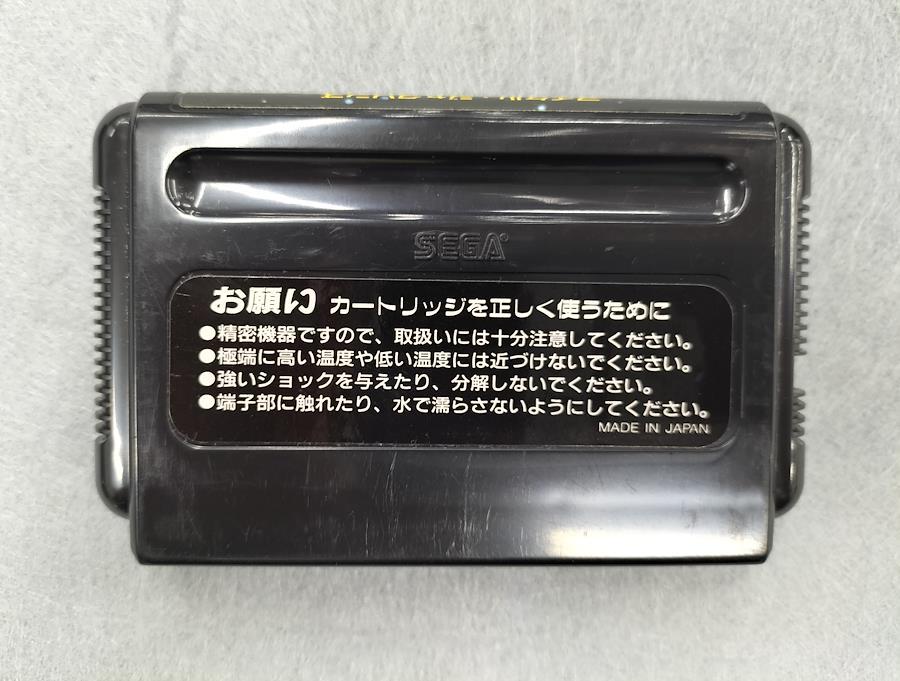 SEGA®
お願い カートリッジを正しく使うために
●精密機器ですので、取扱いには十分注意してください。
●極端に高い温度や低い温度には近づけないでください。
●強いショックを与えたり、分解しないでください。
●端子部に触れたり、水で濡らさないようにしてください。
MADE IN JAPAN